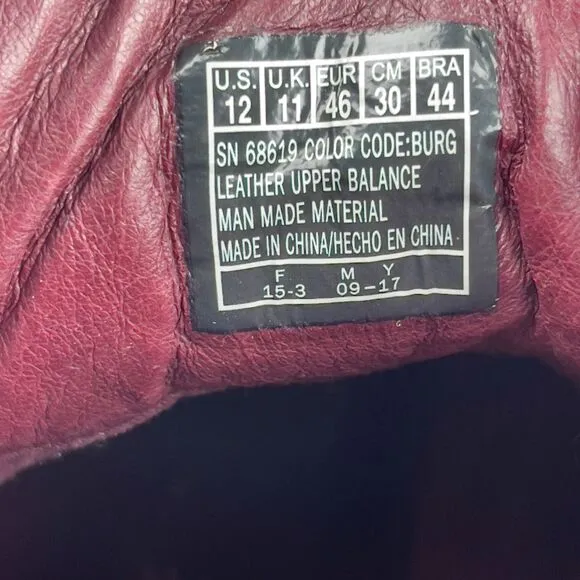 U.S. U.K. EUR CM BRA
12 11 46 30 44
SN 68619 COLOR CODE:BURG
LEATHER UPPER BALANCE
MAN MADE MATERIAL
MADE IN CHINA/HECHO EN CHINA
F M Y
15-3 09-17